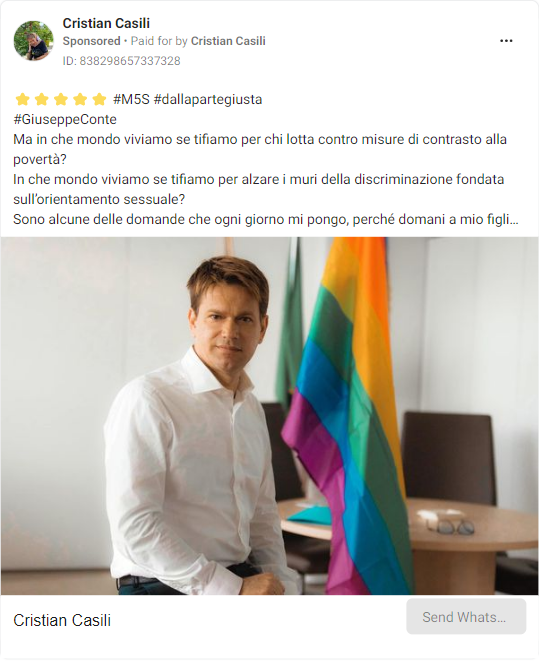 Cristian Casili
Sponsored • Paid for by Cristian Casili
ID: 838298657337328
⭐⭐⭐⭐⭐ #M5S #dallapartegiusta
#GiuseppeConte
Ma in che mondo viviamo se tifiamo per chi lotta contro misure di contrasto alla
povertà?
In che mondo viviamo se tifiamo per alzare i muri della discriminazione fondata
sull'orientamento sessuale?
Sono alcune delle domande che ogni giorno mi pongo, perché domani a mio figli...
Cristian Casili
Send Whats...